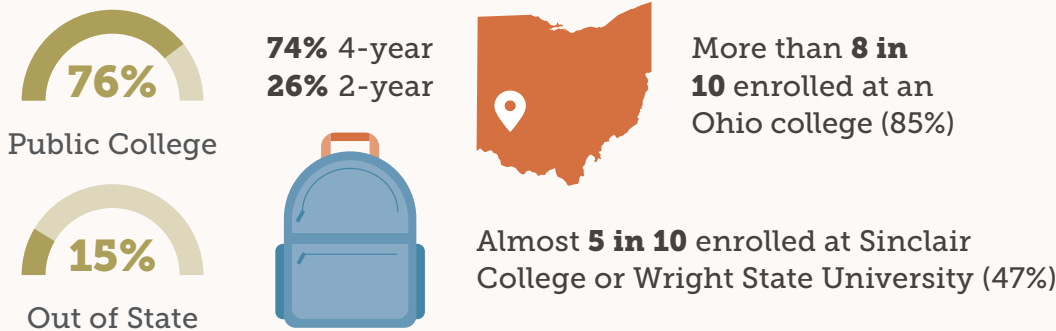 76%
Public College
15%
Out of State
74% 4-year
26% 2-year
More than 8 in
10 enrolled at an
Ohio college (85%)
Almost 5 in 10 enrolled at Sinclair
College or Wright State University (47%)